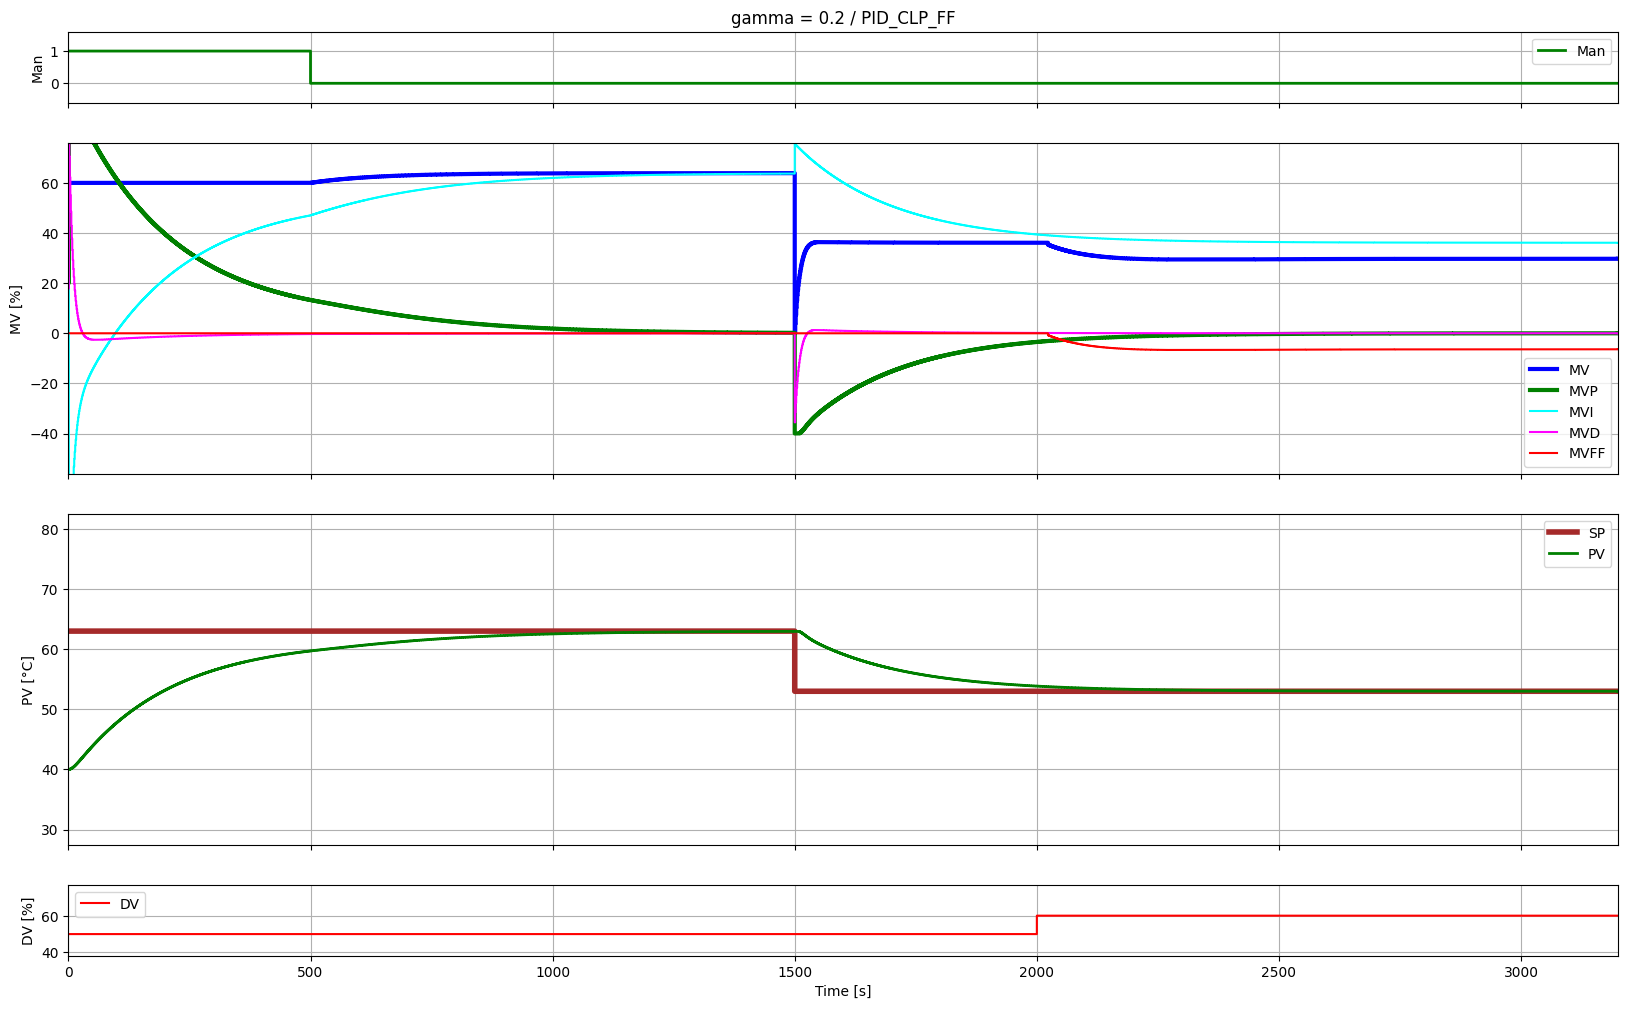 gamma = 0.2 / PID_CLP_FF
Man
1
0
Man
MV [%]
60
40
20
0
−20
−40
MV
MVP
MVI
MVD
MVFF
PV [°C]
80
70
60
50
40
30
SP
PV
DV [%]
60
40
DV
0 500 1000 1500 2000 2500 3000
Time [s]